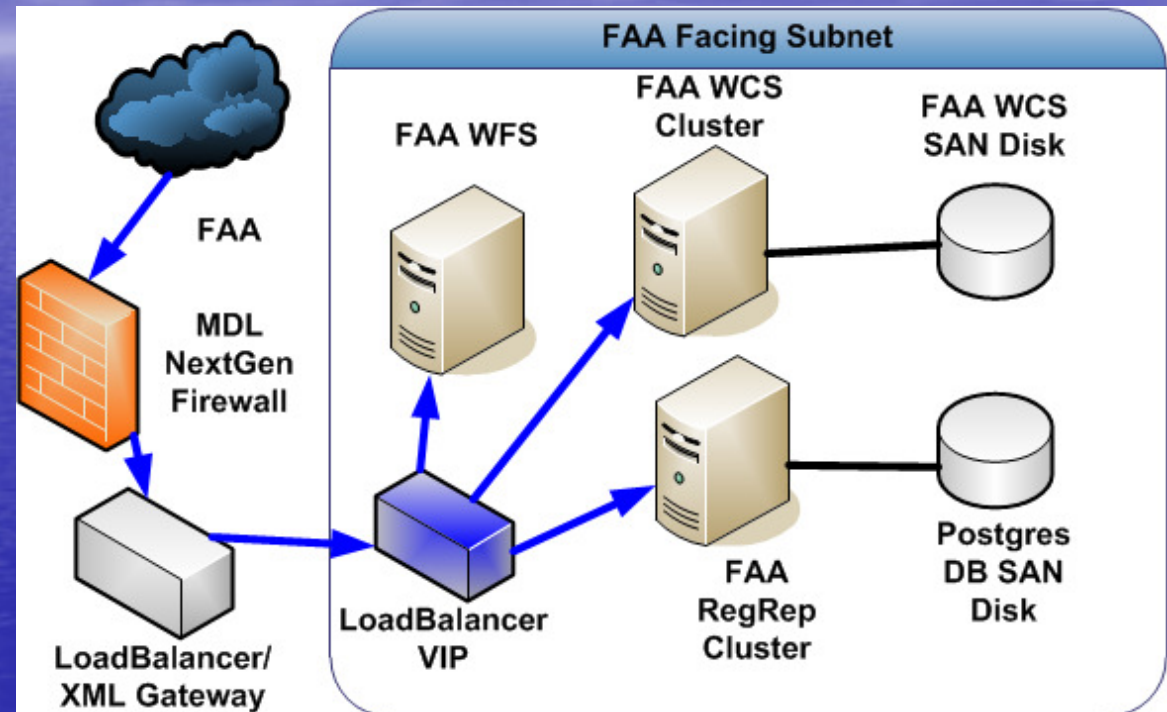 FAA Facing Subnet
FAA
MDL
NextGen
Firewall
LoadBalancer/
XML Gateway
LoadBalancer
VIP
FAA WFS
FAA WCS
Cluster
FAA WCS
SAN Disk
FAA
RegRep
Cluster
Postgres
DB SAN
Disk